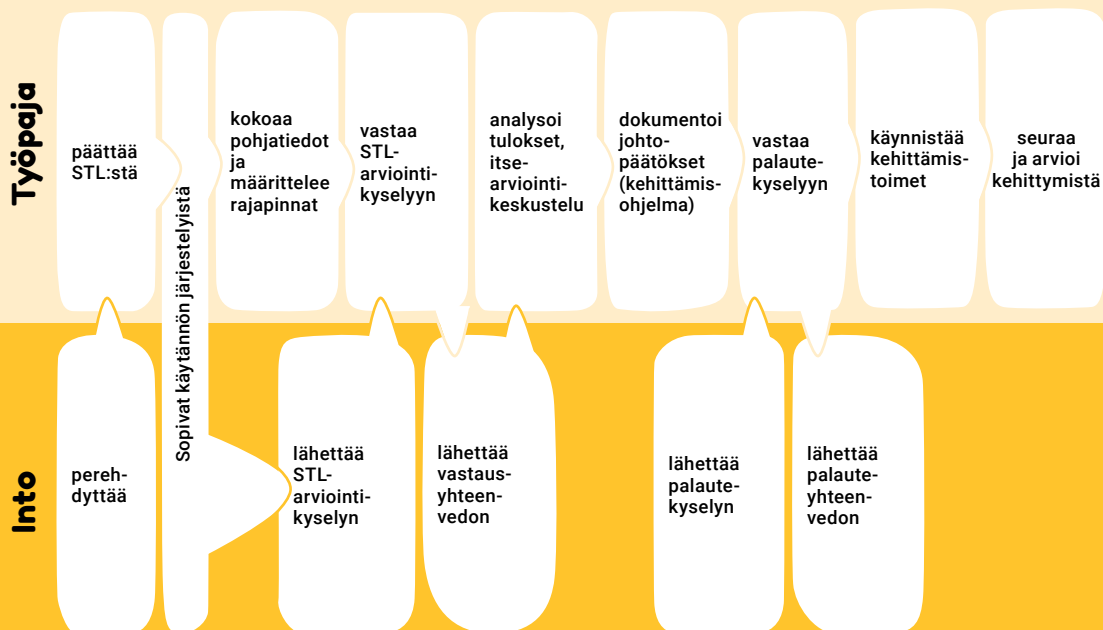 Työpaja
päättää
STL:stä
Sopivat käytännön järjestelyistä
kokoaa
pohjatiedot
ja
määrittelee
rajapinnat
vastaa
STL-
arviointi-
kyselyyn
analysoi
tulokset,
itse-
arviointi-
keskustelu
dokumentoi
johto-
päätökset
(kehittämis-
ohjelma)
vastaa
palaute-
kyselyyn
käynnistää
kehittämis-
toimet
seuraa
ja arvioi
kehittymistä
Into
pereh-
dyttää
lähettää
STL-
arviointi-
kyselyn
lähettää
vastaus-
yhteen-
vedon
lähettää
palaute-
kyselyn
lähettää
palaute-
yhteen-
vedon